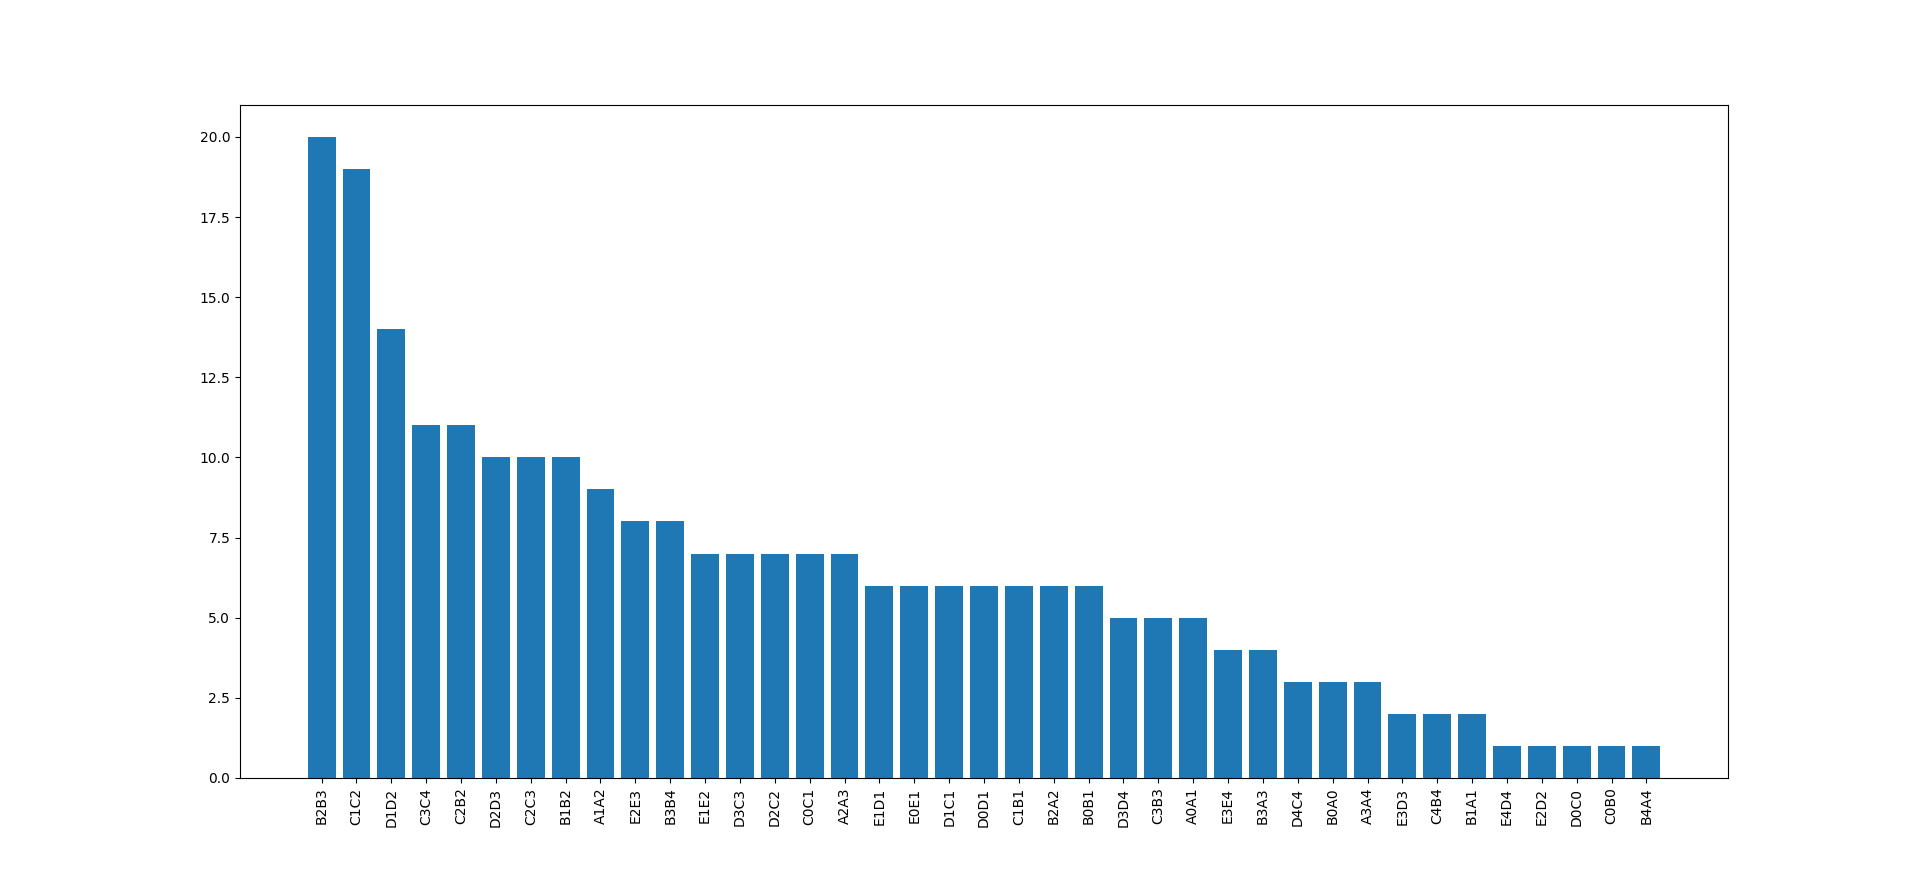 20.0
17.5
15.0
12.5
10.0
7.5
5.0
2.5
0.0
B2B3
C1C2
D1D2
C3C4
C2B2
D2D3
C2C3
B1B2
A1A2
E2E3
B3B4
E1E2
D3C3
D2C2
C0C1
A2A3
E1D1
E0E1
D1C1
D0D1
C1B1
B2A2
B0B1
D3D4
C3B3
A0A1
E3E4
B3A3
D4C4
B0A0
A3A4
E3D3
C4B4
B1A1
E4D4
E2D2
D0C0
C0B0
B4A4